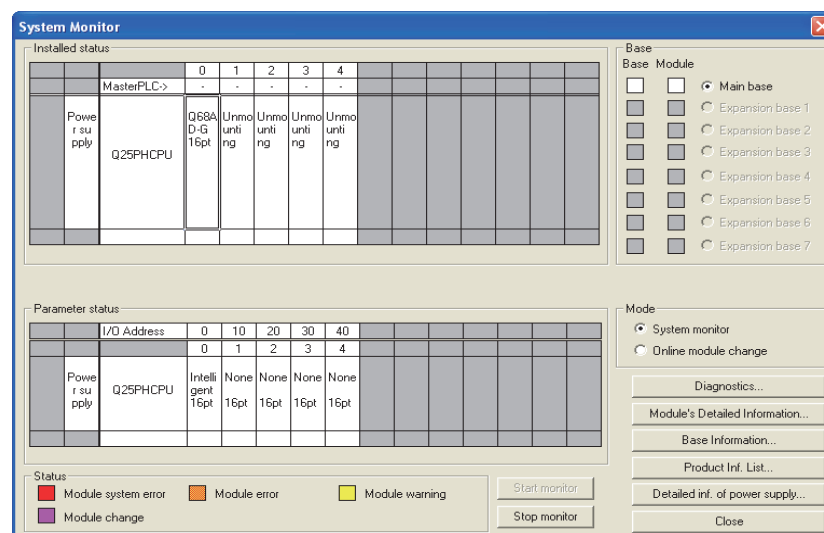 System Monitor
Installed status
0 1 2 3 4
MasterPLC-> - - - - -
Powe Q68A Unmo Unmo Unmo Unmo
r su D-G unti unti unti unti
pply 16pt ng ng ng ng
Q25PHCPU
Base
Base Module
Main base
Expansion base 1
Expansion base 2
Expansion base 3
Expansion base 4
Expansion base 5
Expansion base 6
Expansion base 7
Parameter status
I/O Address 0 10 20 30 40
0 1 2 3 4
Powe Intelli None None None None
r su Q25PHCPU gent
pply 16pt 16pt 16pt 16pt 16pt
Mode
System monitor
Online module change
Diagnostics...
Module's Detailed Information...
Base Information...
Product Inf. List...
Detailed inf. of power supply...
Close
Status
Module system error Module error Module warning
Module change
Start monitor
Stop monitor